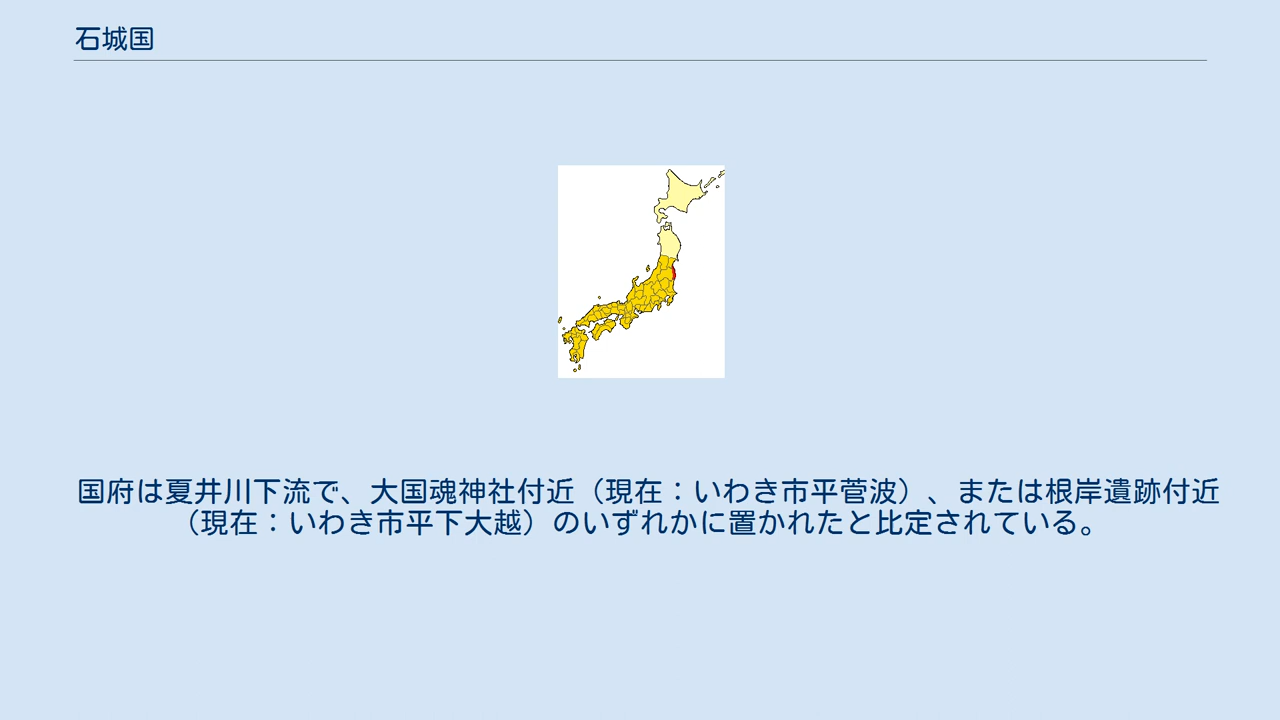 石城国
国府は夏井川下流で、大国魂神社付近（現在：いわき市平菅波）、または根岸遺跡付近
（現在：いわき市平下大越）のいずれかに置かれたと比定されている。